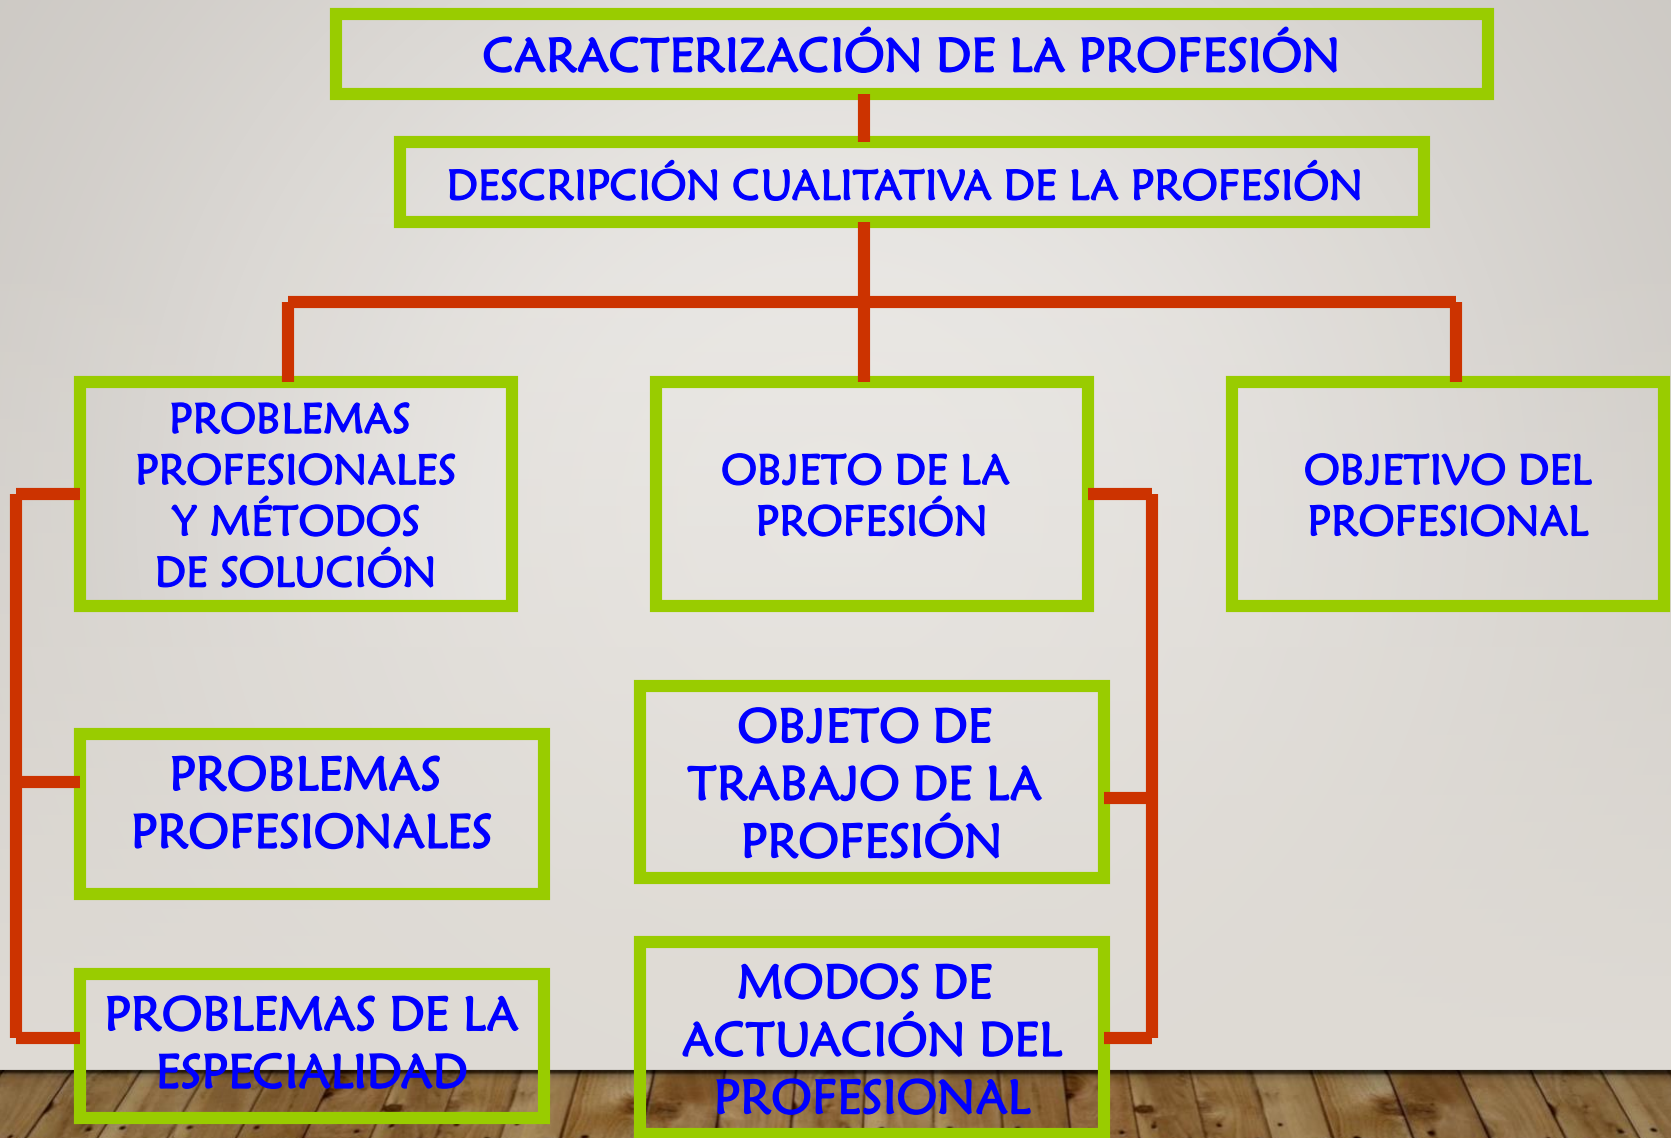 CARACTERIZACIÓN DE LA PROFESIÓN
DESCRIPCIÓN CUALITATIVA DE LA PROFESIÓN
PROBLEMAS
PROFESIONALES
Y MÉTODOS
DE SOLUCIÓN
OBJETO DE LA
PROFESIÓN
OBJETIVO DEL
PROFESIONAL
PROBLEMAS
PROFESIONALES
OBJETO DE
TRABAJO DE LA
PROFESIÓN
PROBLEMAS DE LA
ESPECIALIDAD
MODOS DE
ACTUACIÓN DEL
PROFESIONAL